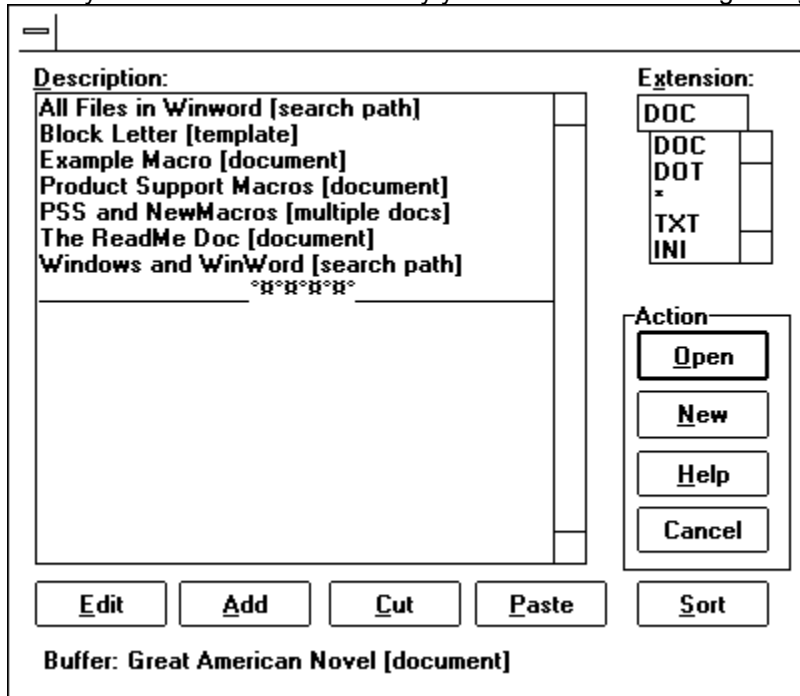 Description:
All Files in Winword [search path]
Block Letter [template]
Example Macro [document]
Product Support Macros [document]
PSS and NewMacros [multiple docs]
The ReadMe Doc [document]
Windows and WinWord [search path]
°¤°¤°¤°¤°
Extension:
DOC
DOC
DOT
*
TXT
INI
Action
Open
New
Help
Cancel
Edit
Add
Cut
Paste
Sort
Buffer: Great American Novel [document]